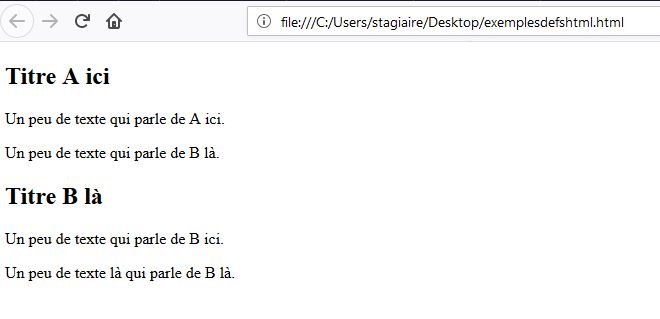 file:///C:/Users/stagiaire/Desktop/exemplesdefshtml.html
Titre A ici
Un peu de texte qui parle de A ici.
Un peu de texte qui parle de B là.
Titre B là
Un peu de texte qui parle de B ici.
Un peu de texte là qui parle de B là.